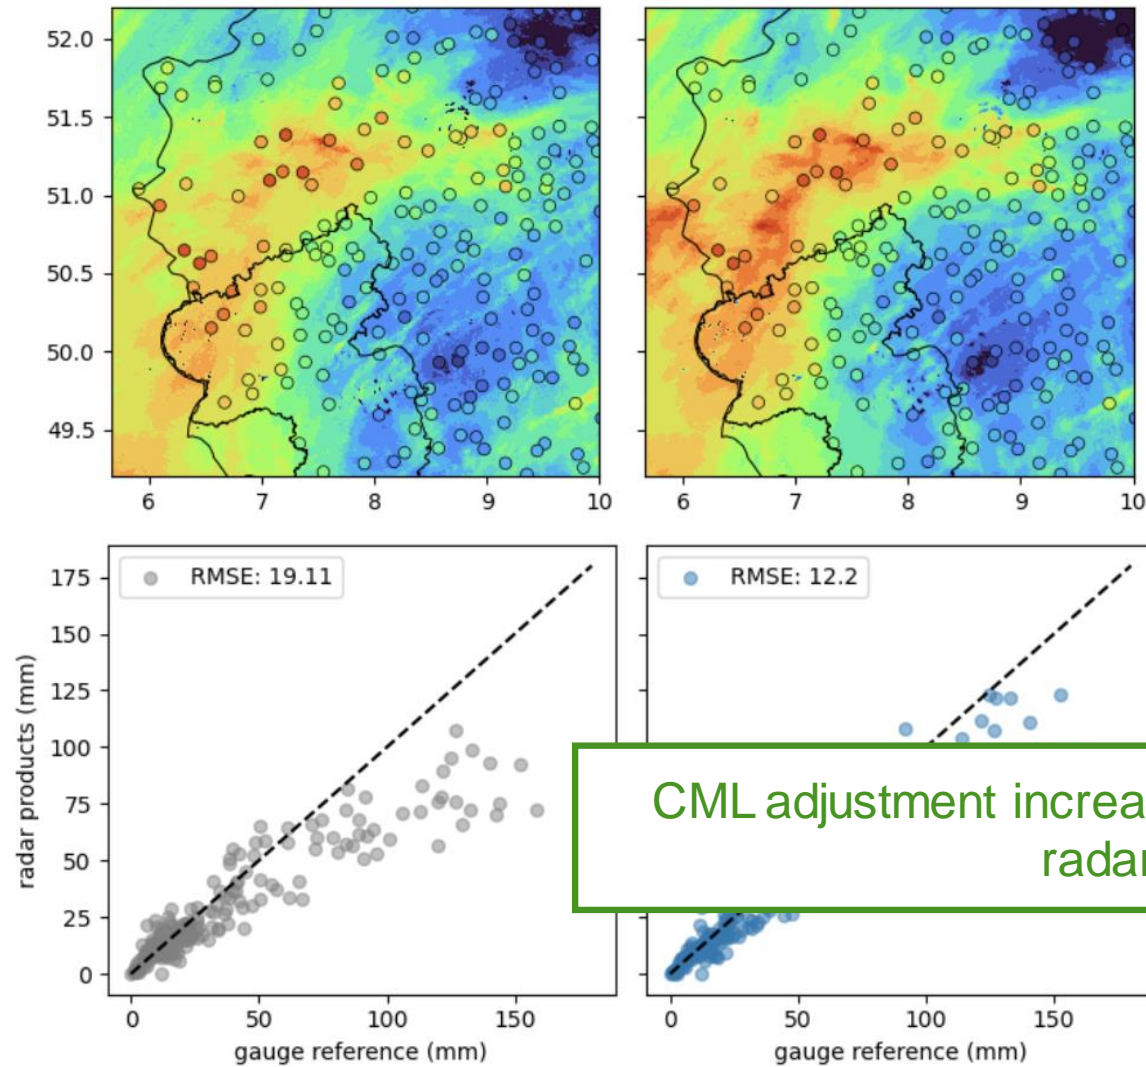 52.0
51.5
51.0
50.5
50.0
49.5
6 7 8 9 10
6 7 8 9 10
175
150
125
100
75
50
25
0
radar products (mm)
RMSE: 19.11
RMSE: 12.2
CML adjustment increa
radar
0 50 100 150
0 50 100 150
gauge reference (mm)
gauge reference (mm)